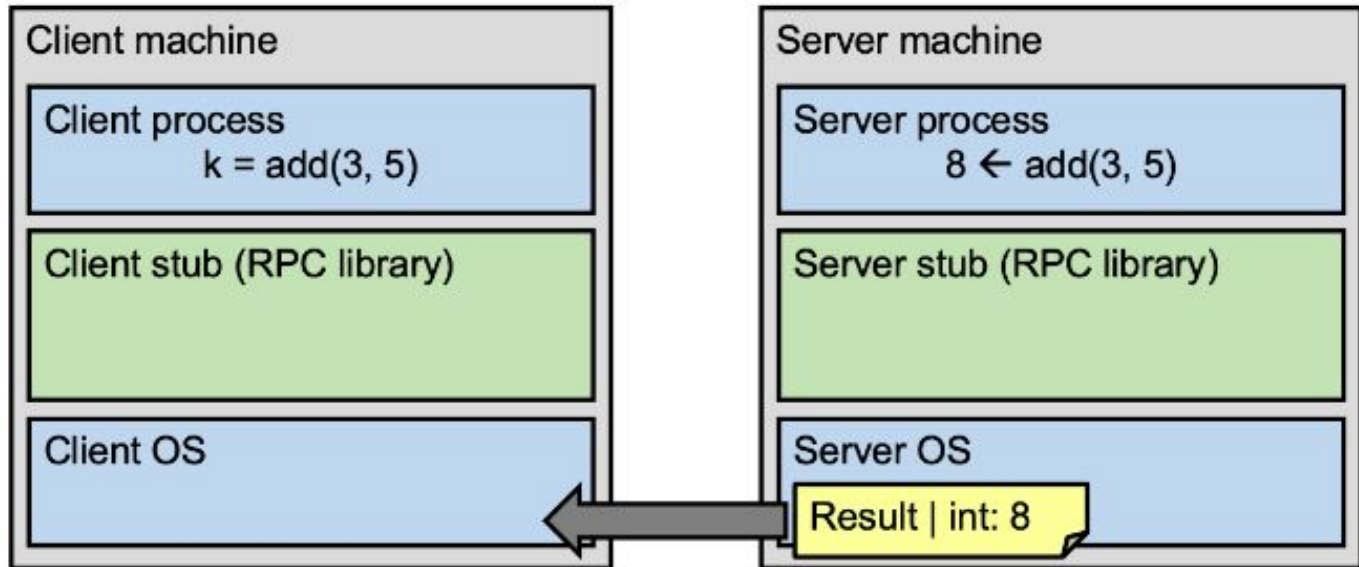 Client machine
Client process
k = add(3, 5)
Client stub (RPC library)
Client OS
Server machine
Server process
8 ← add(3, 5)
Server stub (RPC library)
Server OS
Result | int: 8